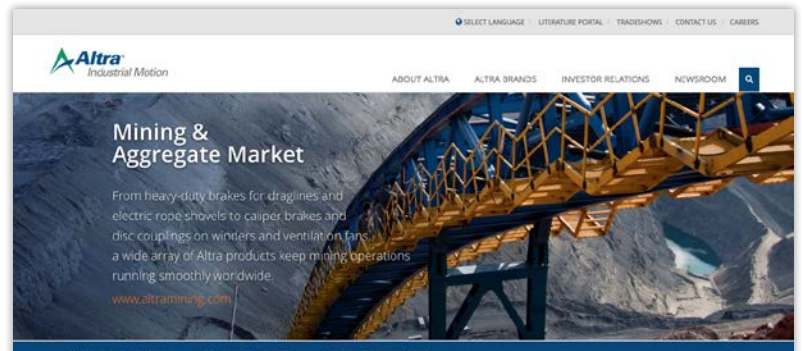 SELECT LANGUAGE | LITERATURE PORTAL | TRADESHOWS | CONTACT US | CAREERS
Altra
Industrial Motion
ABOUT ALTRA ALTRA BRANDS INVESTOR RELATIONS NEWSROOM
Mining &
Aggregate Market
From heavy-duty brakes for draglines and
electric rope shovels to caliper brakes and
disc couplings on winders and ventilation fans,
a wide array of Altra products keep mining operations
running smoothly worldwide.
www.altramining.com